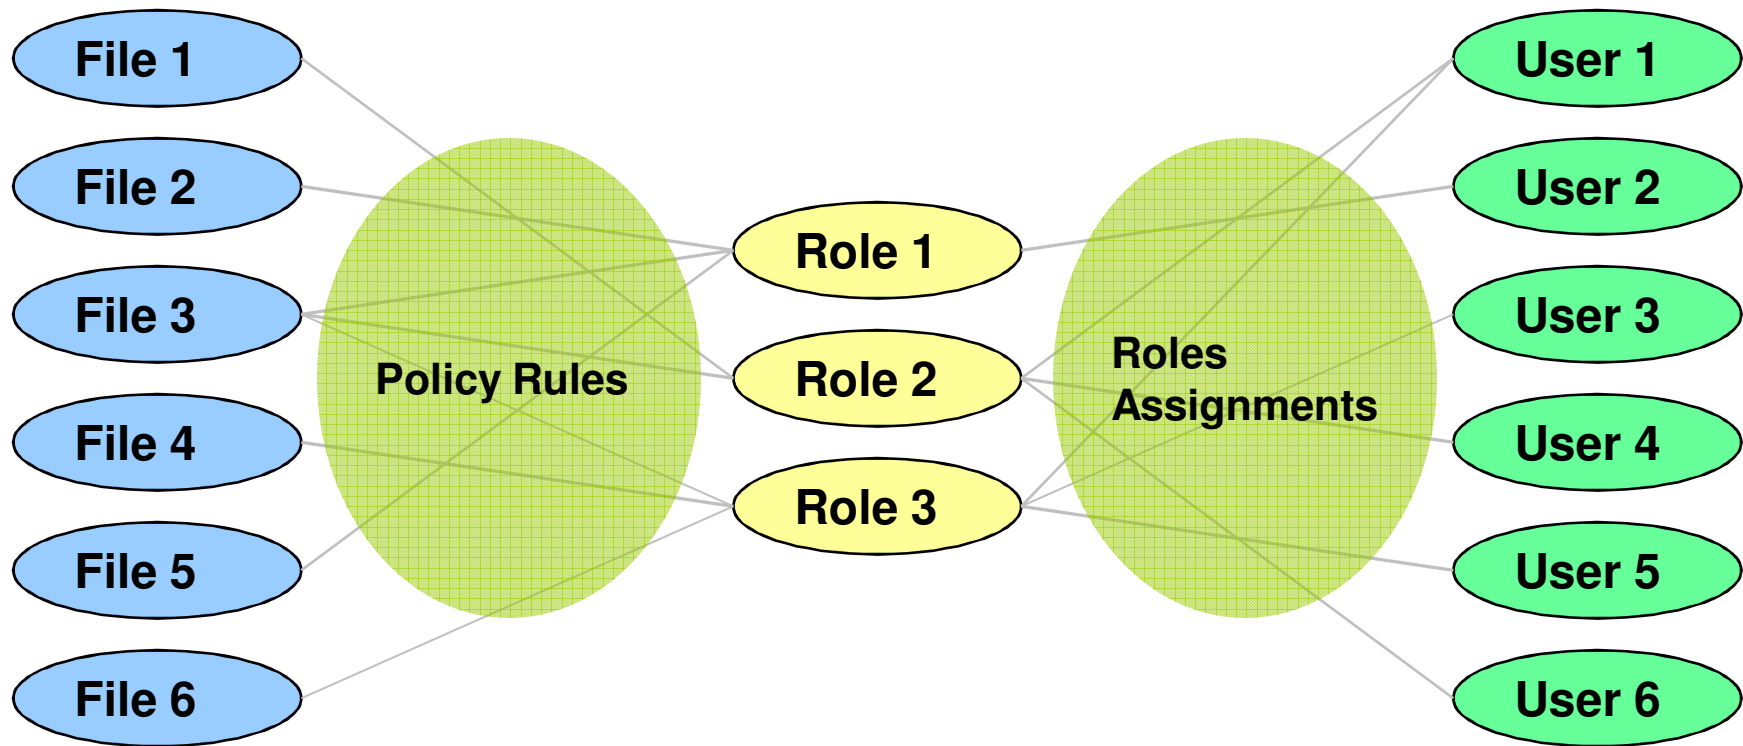 File 1
File 2
File 3
File 4
File 5
File 6
Policy Rules
Role 1
Role 2
Role 3
Roles
Assignments
User 1
User 2
User 3
User 4
User 5
User 6